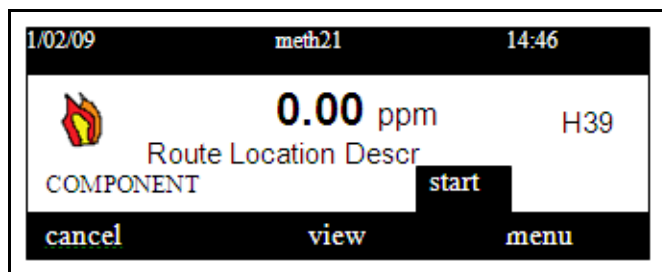 1/02/09 meth21 14:46
0.00 ppm H39
Route Location Descr
COMPONENT start
cancel view menu